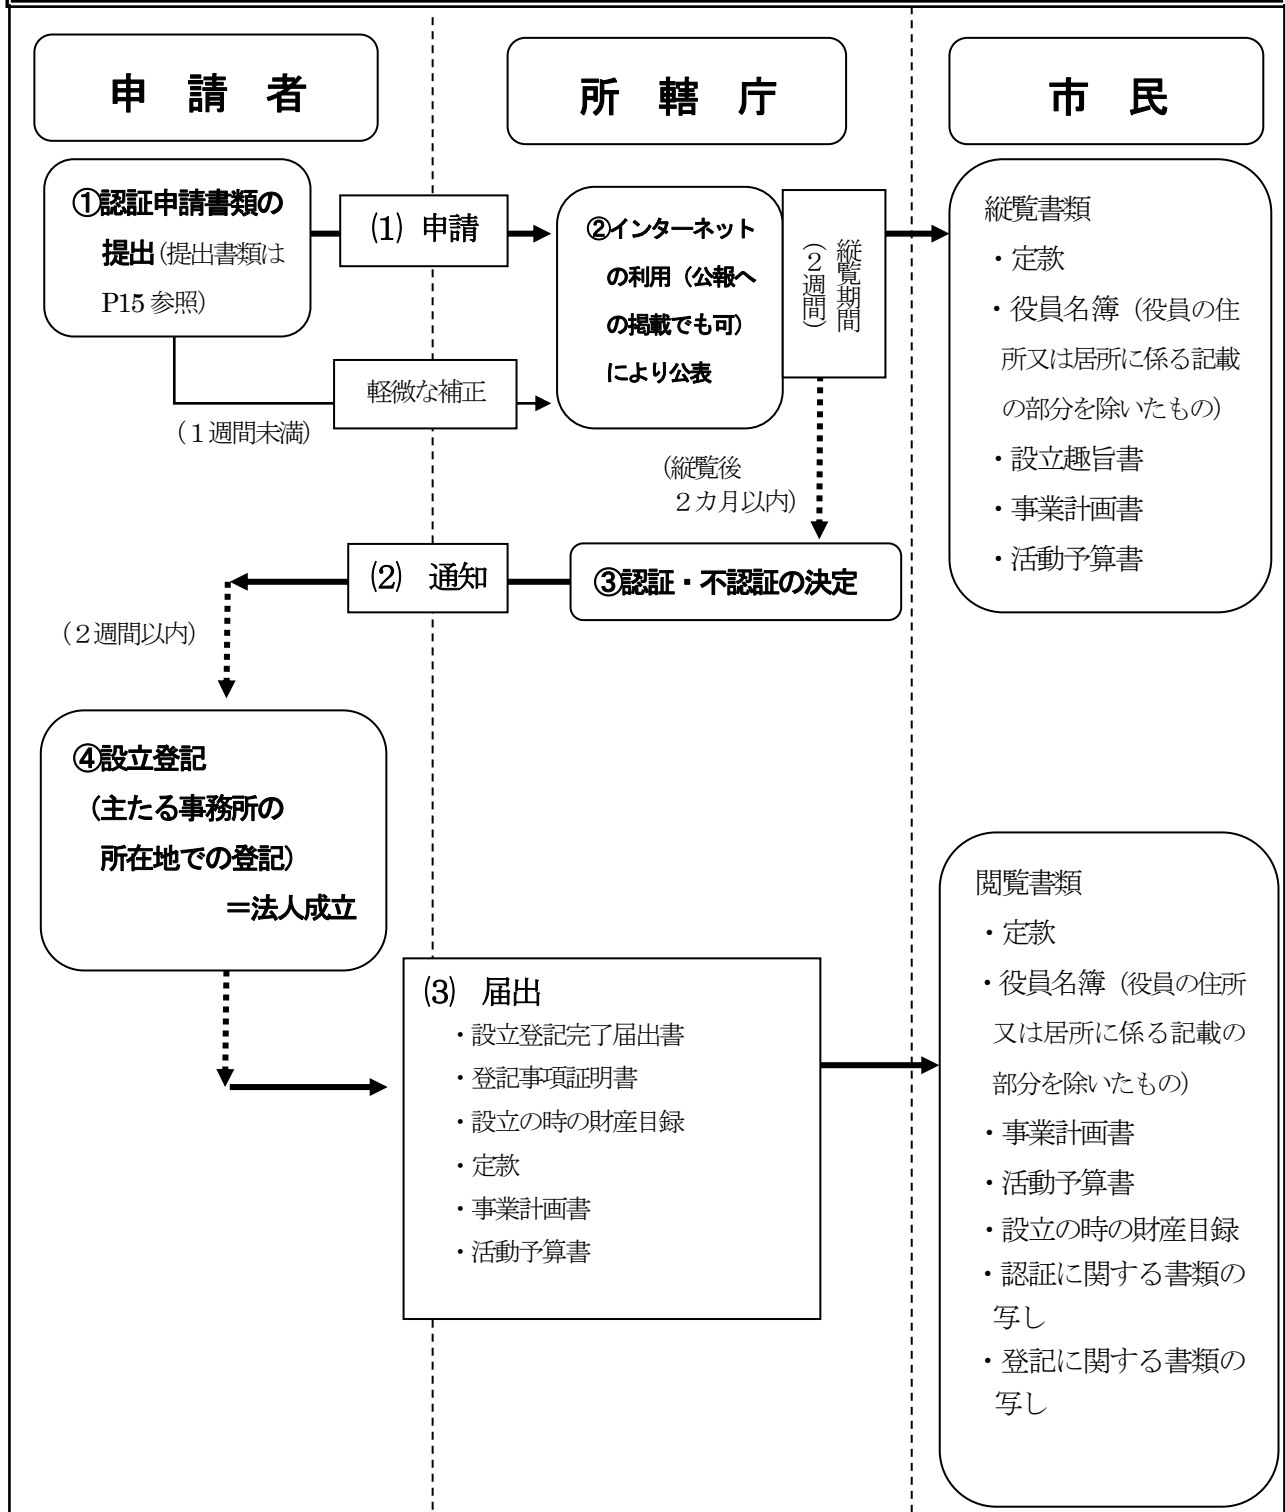 申　請　者
所　轄　庁
市　民
①認証申請書類の
提出(提出書類は
P15 参照)
(1) 申請
②インターネット
の利用（公報へ
の掲載でも可）
により公表
縦覧期間
（２週間）
軽微な補正
（１週間未満）
縦覧書類
・定款
・役員名簿（役員の住
所又は居所に係る記載
の部分を除いたもの）
・設立趣旨書
・事業計画書
・活動予算書
（縦覧後
２カ月以内）
③認証・不認証の決定
(2) 通知
（２週間以内）
④設立登記
（主たる事務所の
所在地での登記）
＝法人成立
(3) 届出
・設立登記完了届出書
・登記事項証明書
・設立の時の財産目録
・定款
・事業計画書
・活動予算書
閲覧書類
・定款
・役員名簿（役員の住所
又は居所に係る記載の
部分を除いたもの）
・事業計画書
・活動予算書
・設立の時の財産目録
・認証に関する書類の
写し
・登記に関する書類の
写し